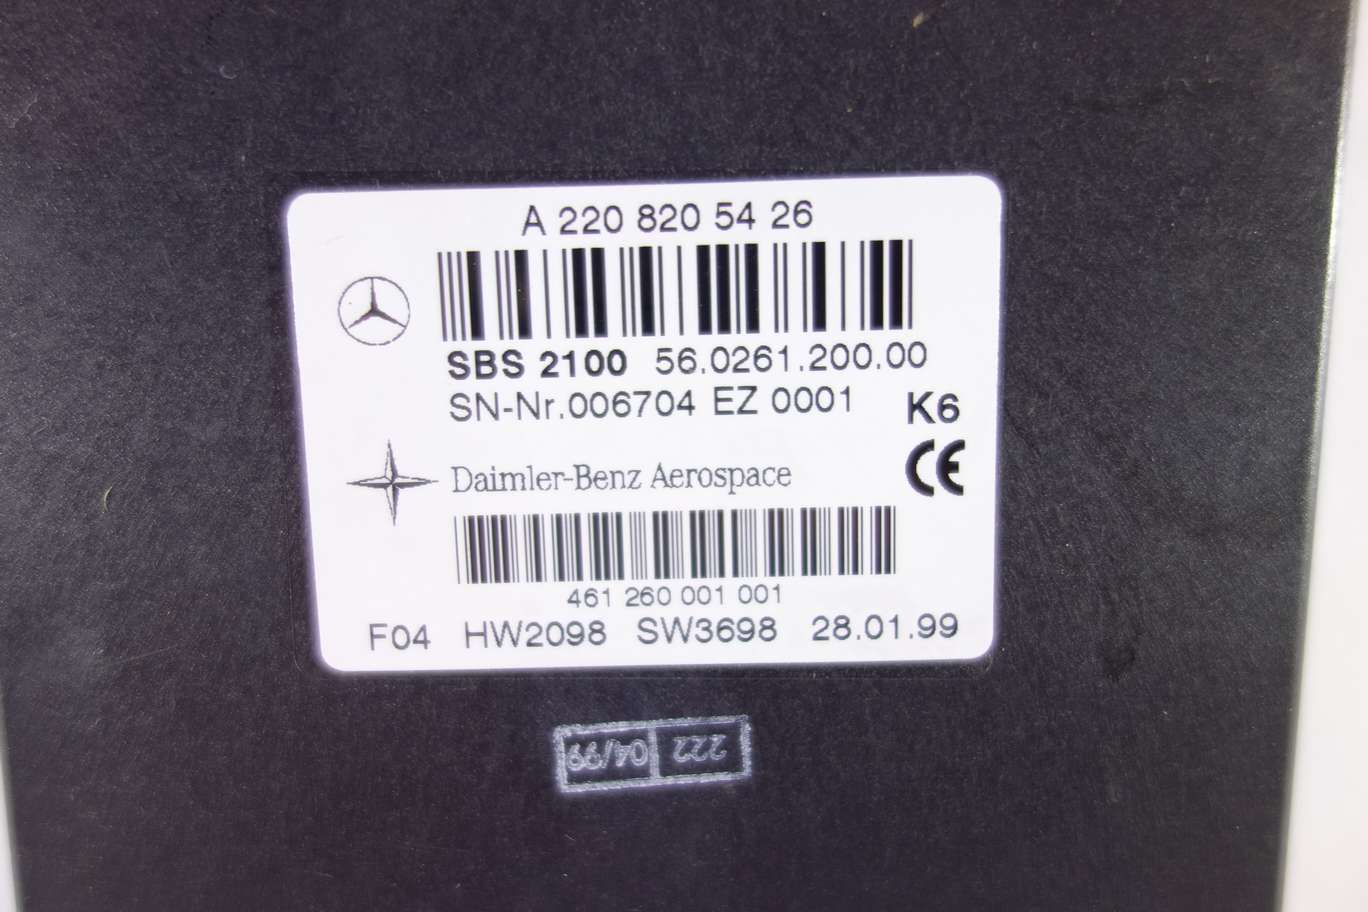 A 220 820 54 26
SBS 2100 56.0261.200.00
SN-Nr.006704 EZ 0001 K6
CE
Daimler-Benz Aerospace
461 260 001 001
F04 HW2098 SW3698 28.01.99
222 04/99